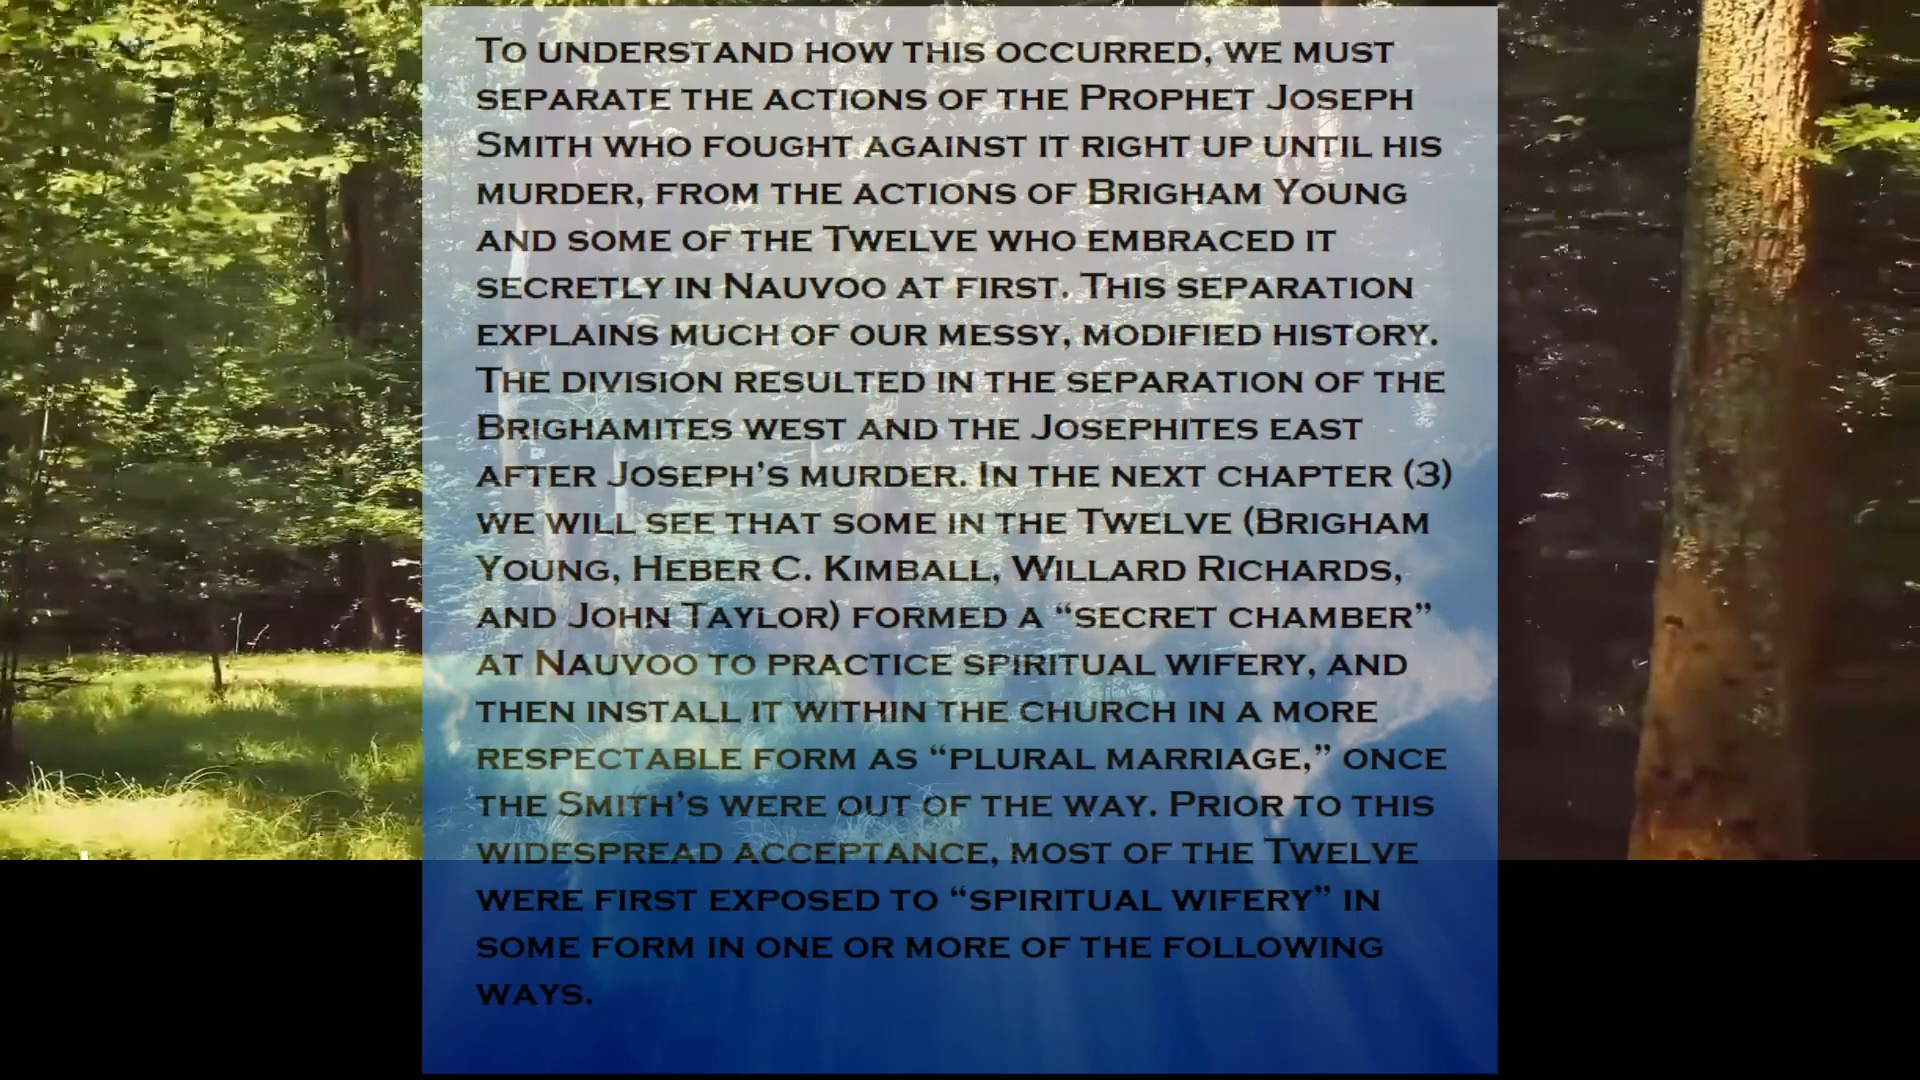 To understand how this occurred, we must
separate the actions of the Prophet Joseph
Smith who fought against it right up until his
murder, from the actions of Brigham Young
and some of the Twelve who embraced it
secretly in Nauvoo at first. This separation
explains much of our messy, modified history.
The division resulted in the separation of the
Brighamites west and the Josephites east
after Joseph’s murder. In the next chapter (3)
we will see that some in the Twelve (Brigham
Young, Heber C. Kimball, Willard Richards,
and John Taylor) formed a “secret chamber”
at Nauvoo to practice spiritual wifery, and
then install it within the church in a more
respectable form as “plural marriage,” once
the Smith’s were out of the way. Prior to this
widespread acceptance, most of the Twelve
were first exposed to “spiritual wifery” in
some form in one or more of the following
ways.